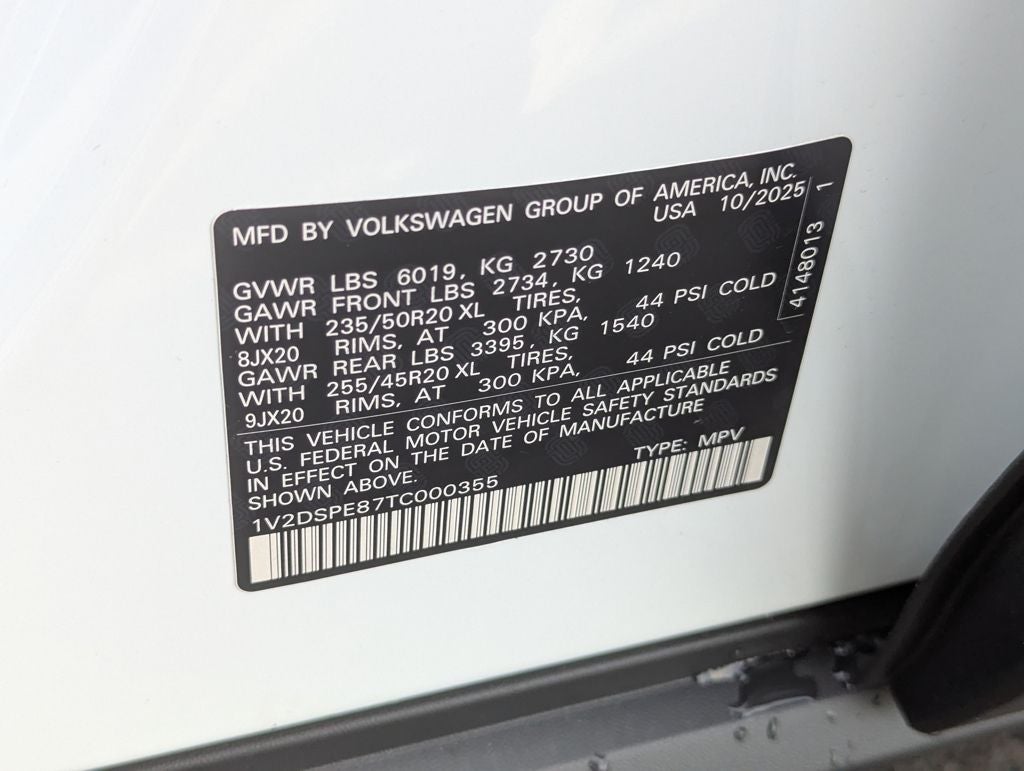 MFD BY VOLKSWAGEN GROUP OF AMERICA, INC.
USA 10/2025
GVWR LBS 6019, KG 2730
GAWR FRONT LBS 2734, KG 1240
WITH 235/50R20 XL TIRES,
8JX20 RIMS, AT 300 KPA, 44 PSI COLD
GAWR REAR LBS 3395, KG 1540
WITH 255/45R20 XL TIRES,
9JX20 RIMS, AT 300 KPA, 44 PSI COLD
THIS VEHICLE CONFORMS TO ALL APPLICABLE
U.S. FEDERAL MOTOR VEHICLE SAFETY STANDARDS
IN EFFECT ON THE DATE OF MANUFACTURE
SHOWN ABOVE. TYPE: MPV
1V2DSPE87TC000355
4148013 1